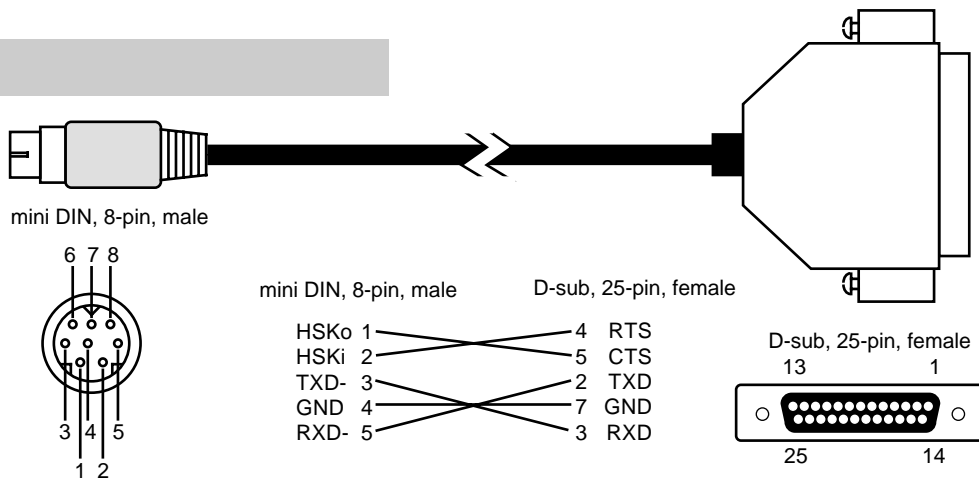 mini DIN, 8-pin, male
6 7 8
3 4 5
1 2
mini DIN, 8-pin, male D-sub, 25-pin, female
HSKo 1 4 RTS
HSKi 2 5 CTS
TXD- 3 2 TXD
GND 4 7 GND
RXD- 5 3 RXD
D-sub, 25-pin, female
13 1
25 14